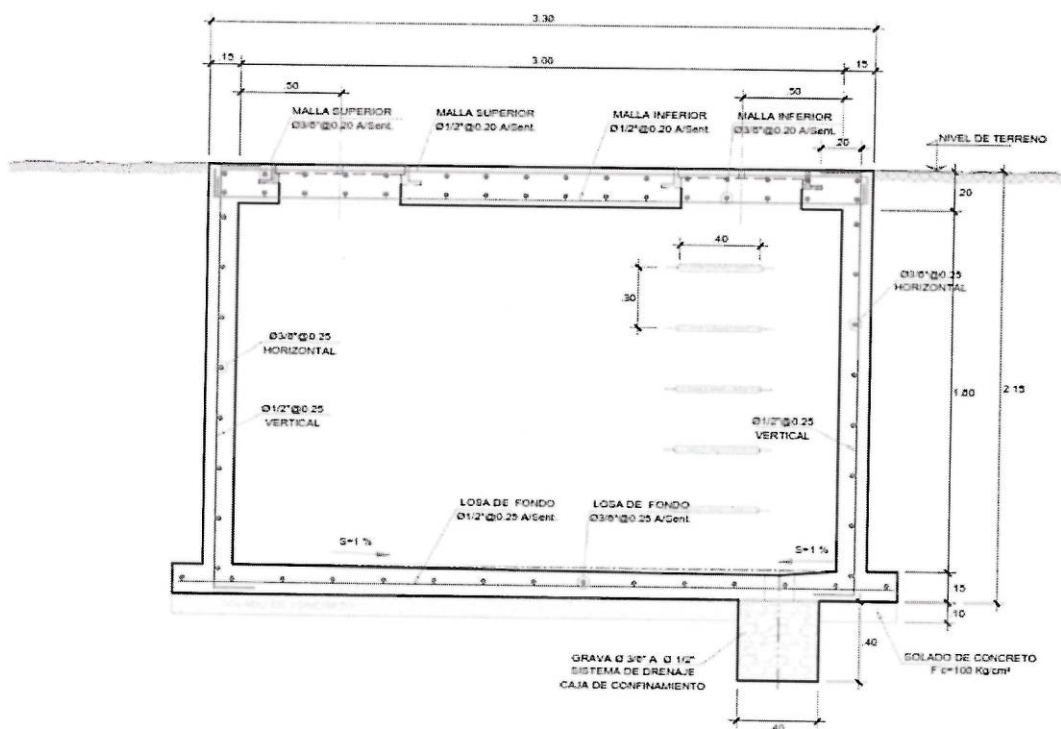 3.30
.15
3.00
.15
.50
.50
MALLA SUPERIOR
Ø3/8"@0.20 A/Sent.
MALLA SUPERIOR
Ø1/2"@0.20 A/Sent.
MALLA INFERIOR
Ø1/2"@0.20 A/Sent.
MALLA INFERIOR
Ø3/8"@0.20 A/Sent.
.20
NIVEL DE TERRENO
.20
.40
.30
Ø3/8"@0.25
HORIZONTAL
Ø3/8"@0.25
HORIZONTAL
1.80
2.15
Ø1/2"@0.25
VERTICAL
Ø1/2"@0.25
VERTICAL
LOSA DE FONDO
Ø1/2"@0.25 A/Sent.
LOSA DE FONDO
Ø3/8"@0.25 A/Sent.
S=1 %
S=1 %
.15
.10
SOLADO DE CONCRETO
.40
GRAVA Ø 3/8" A Ø 1/2"
SISTEMA DE DRENAJE
CAJA DE CONFINAMIENTO
SOLADO DE CONCRETO
F'c=100 Kg/cm²
.40